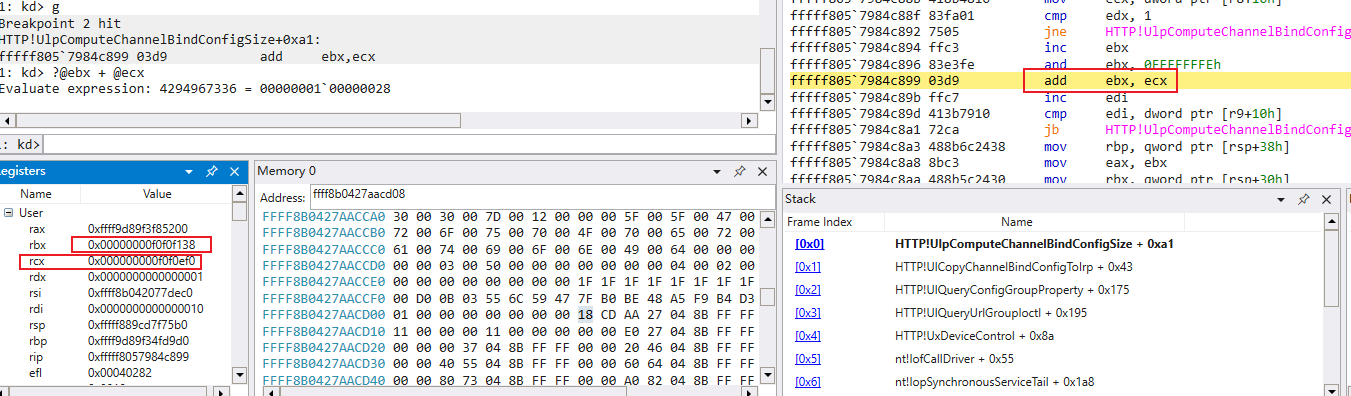 1: kd> g
Breakpoint 2 hit
HTTP!UlpComputeChannelBindConfigSize+0xa1:
fffff805`7984c899 03d9 add ebx,ecx
1: kd> ?@ebx + @ecx
Evaluate expression: 4294967336 = 00000001`00000028
1: kd>
fffff805`7984c88f 83fa01 cmp edx, 1
fffff805`7984c892 7505 jne HTTP!UlpComputeChannelBindConfig
fffff805`7984c894 ffc3 inc ebx
fffff805`7984c896 83e3fe and ebx, 0FFFFFFFEh
fffff805`7984c899 03d9 add ebx, ecx
fffff805`7984c89b ffc7 inc edi
fffff805`7984c89d 413b7910 cmp edi, dword ptr [r9+10h]
fffff805`7984c8a1 72ca jb HTTP!UlpComputeChannelBindConfig
fffff805`7984c8a3 488b6c2438 mov rbp, qword ptr [rsp+38h]
fffff805`7984c8a8 8bc3 mov eax, ebx
fffff805`7984c8aa 488b5c2430 mov rbx, qword ptr [rsp+30h]
Registers
Name Value
User
rax 0xffff9d89f3f85200
rbx 0x00000000f0f0f138
rcx 0x000000000f0f0ef0
rdx 0x0000000000000001
rsi 0xffff8b042077dec0
rdi 0x0000000000000010
rsp 0xfffff889cd7f75b0
rbp 0xffff9d89f34fd9d0
rip 0xfffff8057984c899
efl 0x00040282
Memory 0
Address: ffff8b0427aacd08
FFFF8B0427AACCA0 30 00 30 00 7D 00 12 00 00 00 5F 00 5F 00 47 00
FFFF8B0427AACCB0 72 00 6F 00 75 00 70 00 4F 00 70 00 65 00 72 00
FFFF8B0427AACCC0 61 00 74 00 69 00 6F 00 6E 00 49 00 64 00 00 00
FFFF8B0427AACCD0 00 00 03 00 50 00 00 00 00 00 00 00 04 00 02 00
FFFF8B0427AACCE0 00 00 00 00 00 00 00 00 1F 1F 1F 1F 1F 1F 1F 1F
FFFF8B0427AACCF0 00 D0 0B 03 55 6C 59 47 7F B0 BE 48 A5 F9 B4 D3
FFFF8B0427AACD00 01 00 00 00 00 00 00 00 18 CD AA 27 04 8B FF FF
FFFF8B0427AACD10 11 00 00 00 11 00 00 00 00 00 E0 27 04 8B FF FF
FFFF8B0427AACD20 00 00 00 37 04 8B FF FF 00 00 20 46 04 8B FF FF
FFFF8B0427AACD30 00 00 40 55 04 8B FF FF 00 00 60 64 04 8B FF FF
FFFF8B0427AACD40 00 00 80 73 04 8B FF FF 00 00 A0 82 04 8B FF FF
Stack
Frame Index Name
[0x0] HTTP!UlpComputeChannelBindConfigSize + 0xa1
[0x1] HTTP!UlCopyChannelBindConfigToIrp + 0x43
[0x2] HTTP!UlQueryConfigGroupProperty + 0x175
[0x3] HTTP!UlQueryUrlGroupIoctl + 0x195
[0x4] HTTP!UxDeviceControl + 0x8a
[0x5] nt!IofCallDriver + 0x55
[0x6] nt!IopSynchronousServiceTail + 0x1a8